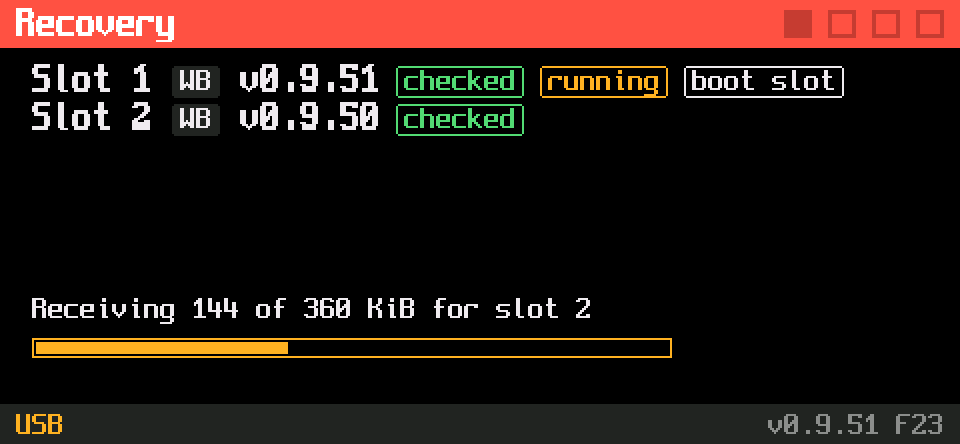 Recovery
Slot 1 WB v0.9.51 checked running boot slot
Slot 2 WB v0.9.50 checked
Receiving 144 of 360 KiB for slot 2
USB v0.9.51 F23